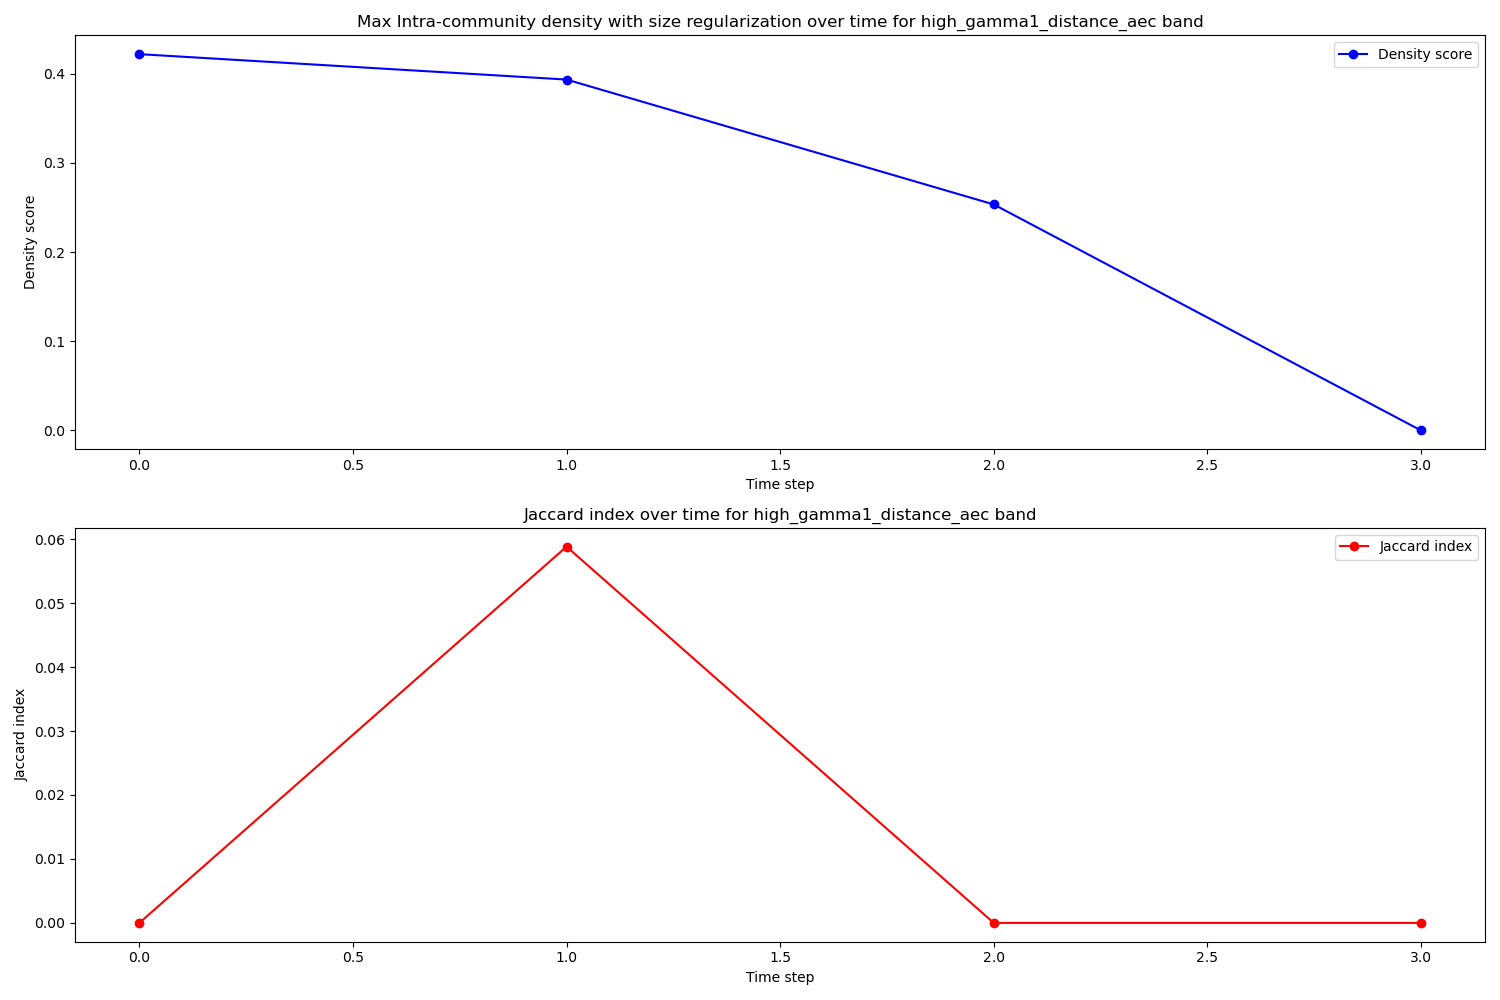 Max Intra-community density with size regularization over time for high_gamma1_distance_aec band
Density score
0.4
0.3
0.2
0.1
0.0
Density score
0.0 0.5 1.0 1.5 2.0 2.5 3.0
Time step
Jaccard index over time for high_gamma1_distance_aec band
Jaccard index
0.06
0.05
0.04
0.03
0.02
0.01
0.00
Jaccard index
0.0 0.5 1.0 1.5 2.0 2.5 3.0
Time step